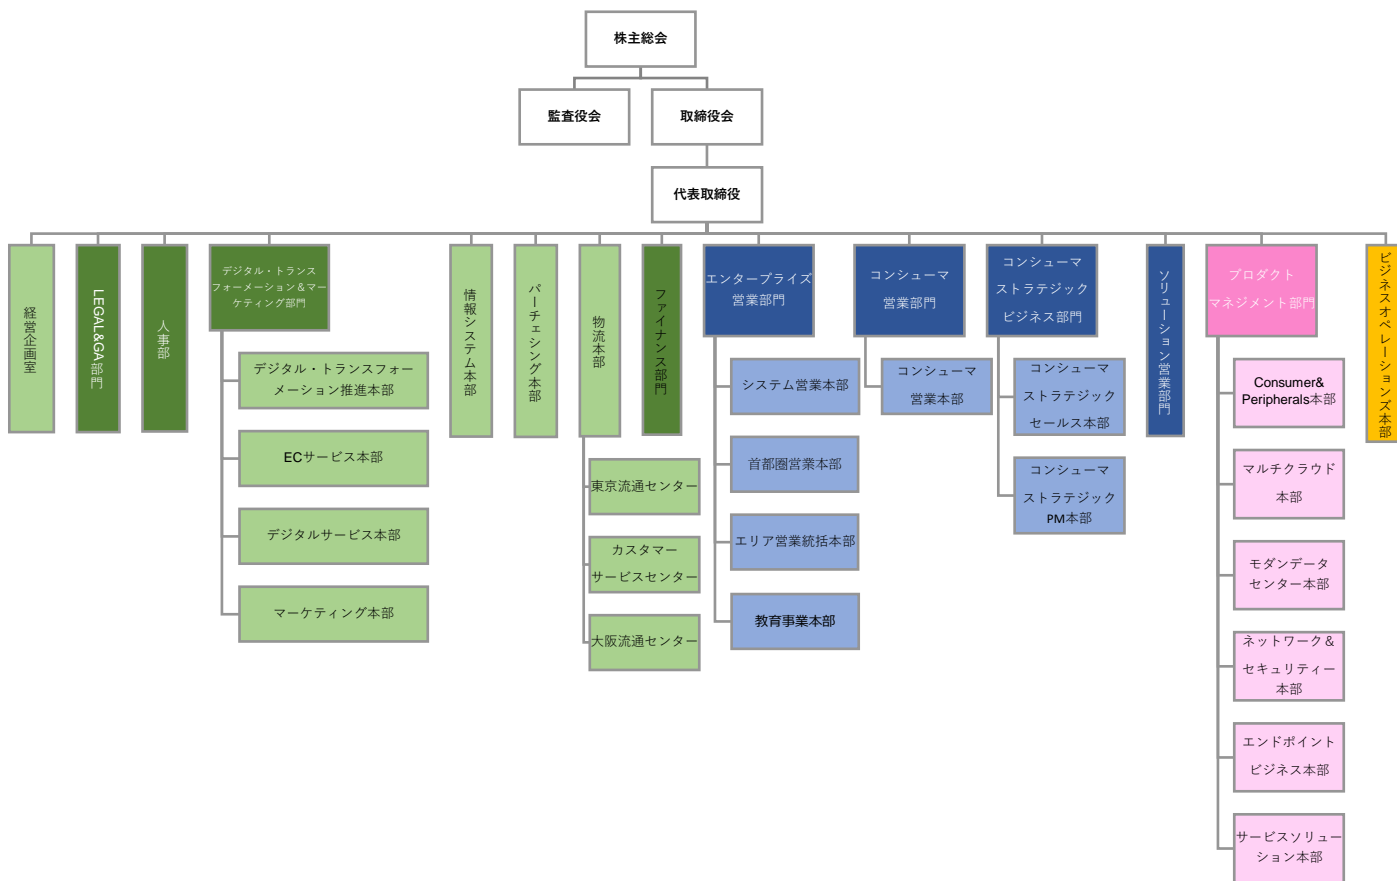 株主総会
監査役会
取締役会
代表取締役
経営企画室
LEGAL&GA部門
人事部
デジタル・トランス
フォーメーション＆マー
ケティング部門
デジタル・トランスフォー
メーション推進本部
ECサービス本部
デジタルサービス本部
マーケティング本部
情報システム本部
パーチェシング本部
物流本部
東京流通センター
カスタマー
サービスセンター
大阪流通センター
ファイナンス部門
エンタープライズ
営業部門
システム営業本部
首都圏営業本部
エリア営業統括本部
教育事業本部
コンシューマ
営業部門
コンシューマ
営業本部
コンシューマ
ストラテジック
ビジネス部門
コンシューマ
ストラテジック
セールス本部
コンシューマ
ストラテジック
PM本部
ソリューション営業部門
プロダクト
マネジメント部門
Consumer&
Peripherals本部
マルチクラウド
本部
モダンデータ
センター本部
ネットワーク＆
セキュリティー
本部
エンドポイント
ビジネス本部
サービスソリュー
ション本部
ビジネスオペレーションズ本部